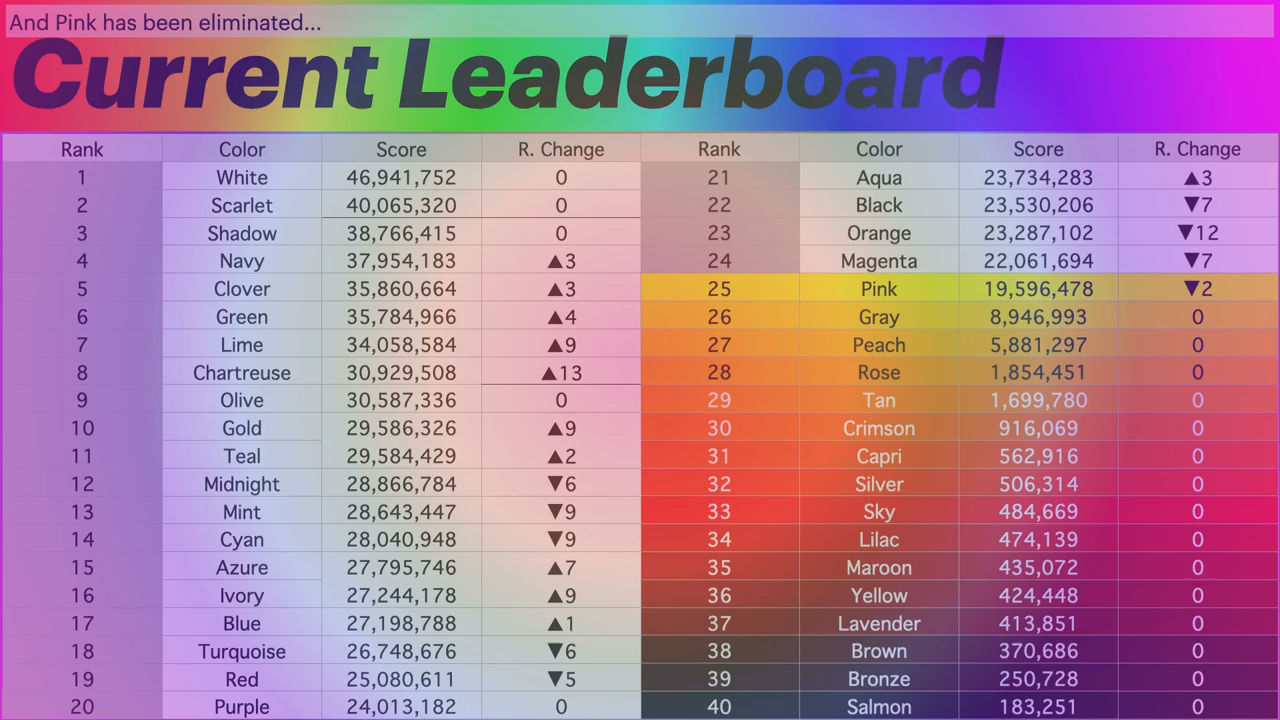 And Pink has been eliminated...
Current Leaderboard
Rank Color Score R. Change Rank Color Score R. Change
1 White 46,941,752 0 21 Aqua 23,734,283 ▲3
2 Scarlet 40,065,320 0 22 Black 23,530,206 ▼7
3 Shadow 38,766,415 0 23 Orange 23,287,102 ▼12
4 Navy 37,954,183 ▲3 24 Magenta 22,061,694 ▼7
5 Clover 35,860,664 ▲3 25 Pink 19,596,478 ▼2
6 Green 35,784,966 ▲4 26 Gray 8,946,993 0
7 Lime 34,058,584 ▲9 27 Peach 5,881,297 0
8 Chartreuse 30,929,508 ▲13 28 Rose 1,854,451 0
9 Olive 30,587,336 0 29 Tan 1,699,780 0
10 Gold 29,586,326 ▲9 30 Crimson 916,069 0
11 Teal 29,584,429 ▲2 31 Capri 562,916 0
12 Midnight 28,866,784 ▼6 32 Silver 506,314 0
13 Mint 28,643,447 ▼9 33 Sky 484,669 0
14 Cyan 28,040,948 ▼9 34 Lilac 474,139 0
15 Azure 27,795,746 ▲7 35 Maroon 435,072 0
16 Ivory 27,244,178 ▲9 36 Yellow 424,448 0
17 Blue 27,198,788 ▲1 37 Lavender 413,851 0
18 Turquoise 26,748,676 ▼6 38 Brown 370,686 0
19 Red 25,080,611 ▼5 39 Bronze 250,728 0
20 Purple 24,013,182 0 40 Salmon 183,251 0